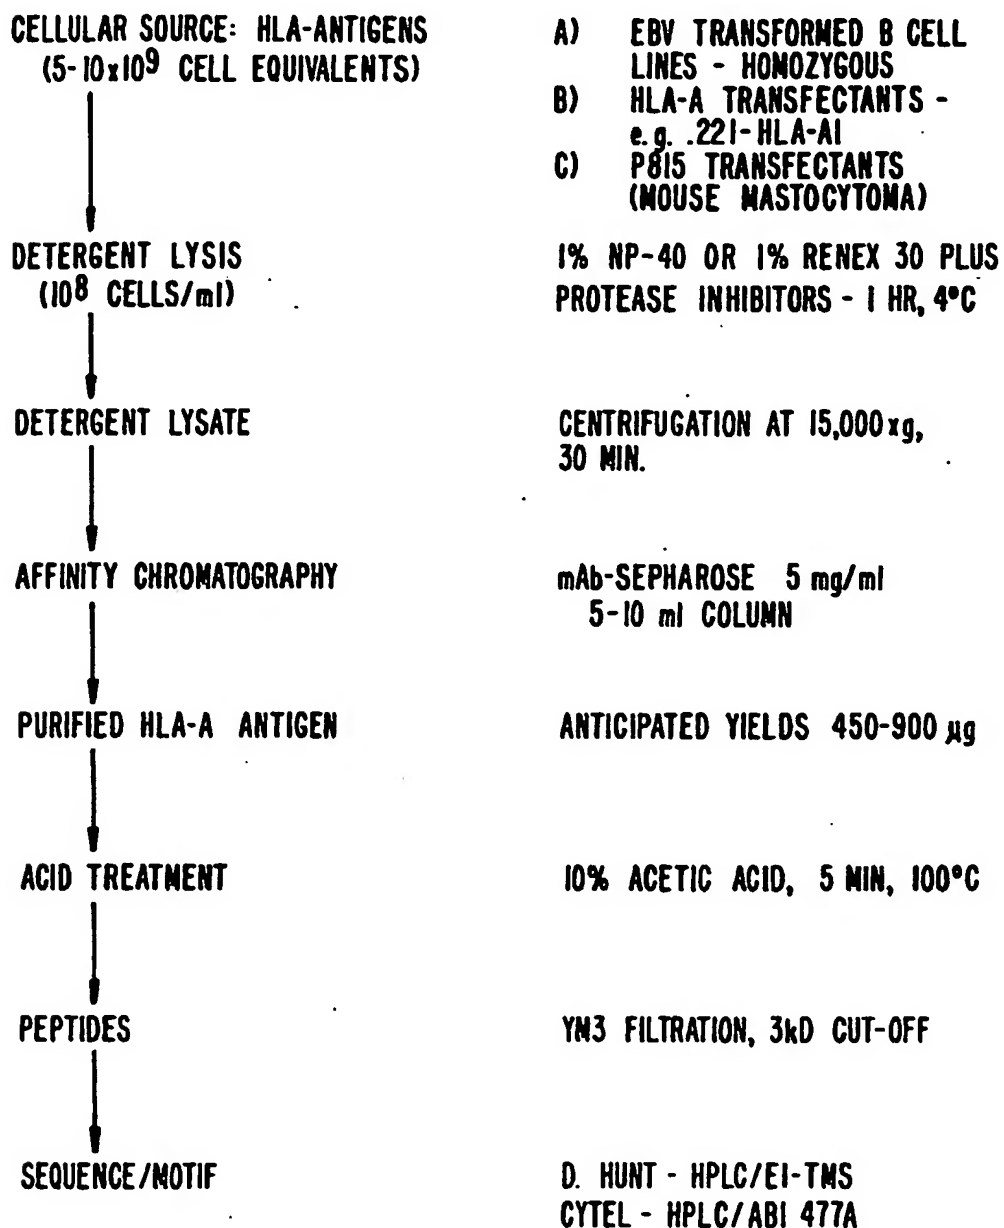 CELLULAR SOURCE: HLA-ANTIGENS
(5-10x10⁹ CELL EQUIVALENTS)
A) EBV TRANSFORMED B CELL
LINES - HOMOZYGOUS
B) HLA-A TRANSFECTANTS -
e.g. .221-HLA-A1
C) P815 TRANSFECTANTS
(MOUSE MASTOCYTOMA)
DETERGENT LYSIS
(10⁸ CELLS/ml)
1% NP-40 OR 1% RENEX 30 PLUS
PROTEASE INHIBITORS - 1 HR, 4°C
DETERGENT LYSATE
CENTRIFUGATION AT 15,000xg,
30 MIN.
AFFINITY CHROMATOGRAPHY
mAb-SEPHAROSE 5 mg/ml
5-10 ml COLUMN
PURIFIED HLA-A ANTIGEN
ANTICIPATED YIELDS 450-900 µg
ACID TREATMENT
10% ACETIC ACID, 5 MIN, 100°C
PEPTIDES
YM3 FILTRATION, 3kD CUT-OFF
SEQUENCE/MOTIF
D. HUNT - HPLC/EI-TMS
CYTEL - HPLC/ABI 477A